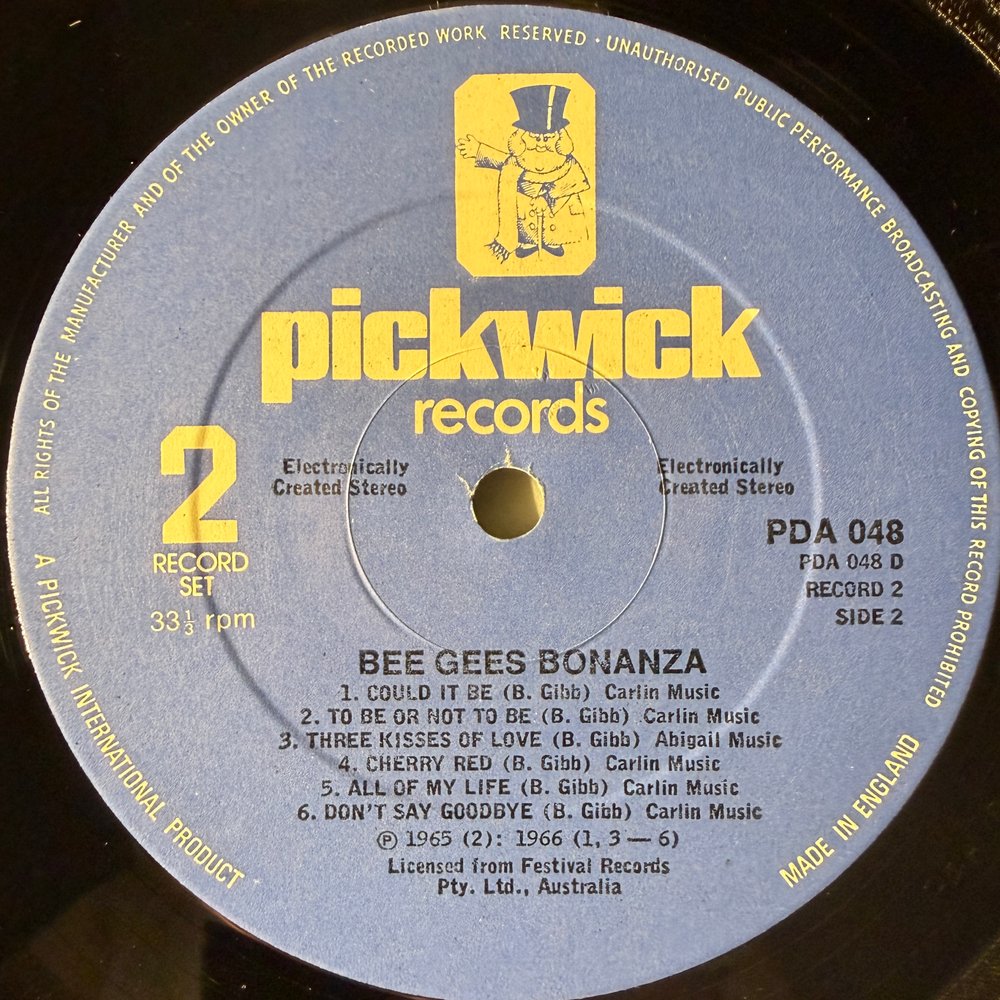 ALL RIGHTS OF THE MANUFACTURER AND OF THE OWNER OF THE RECORDED WORK RESERVED · UNAUTHORISED PUBLIC PERFORMANCE BROADCASTING AND COPYING OF THIS RECORD PROHIBITED
pickwick
records
2
RECORD
SET
33⅓ rpm
Electronically
Created Stereo
Electronically
Created Stereo
PDA 048
PDA 048 D
RECORD 2
SIDE 2
BEE GEES BONANZA
1. COULD IT BE (B. Gibb) Carlin Music
2. TO BE OR NOT TO BE (B. Gibb) Carlin Music
3. THREE KISSES OF LOVE (B. Gibb) Abigail Music
4. CHERRY RED (B. Gibb) Carlin Music
5. ALL OF MY LIFE (B. Gibb) Carlin Music
6. DON'T SAY GOODBYE (B. Gibb) Carlin Music
℗ 1965 (2): 1966 (1, 3 — 6)
Licensed from Festival Records
Pty. Ltd., Australia
A PICKWICK INTERNATIONAL PRODUCT
MADE IN ENGLAND